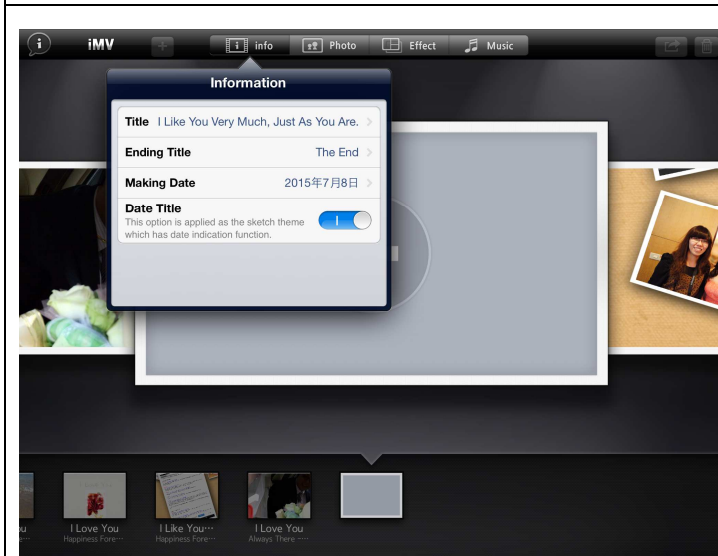 iMV
info
Photo
Effect
Music
Information
Title I Like You Very Much, Just As You Are.
Ending Title The End
Making Date 2015年7月8日
Date Title
This option is applied as the sketch theme
which has date indication function.
I Love You
Happiness Fore…
I Like You…
Happiness Fore…
I Love You
Always There ……